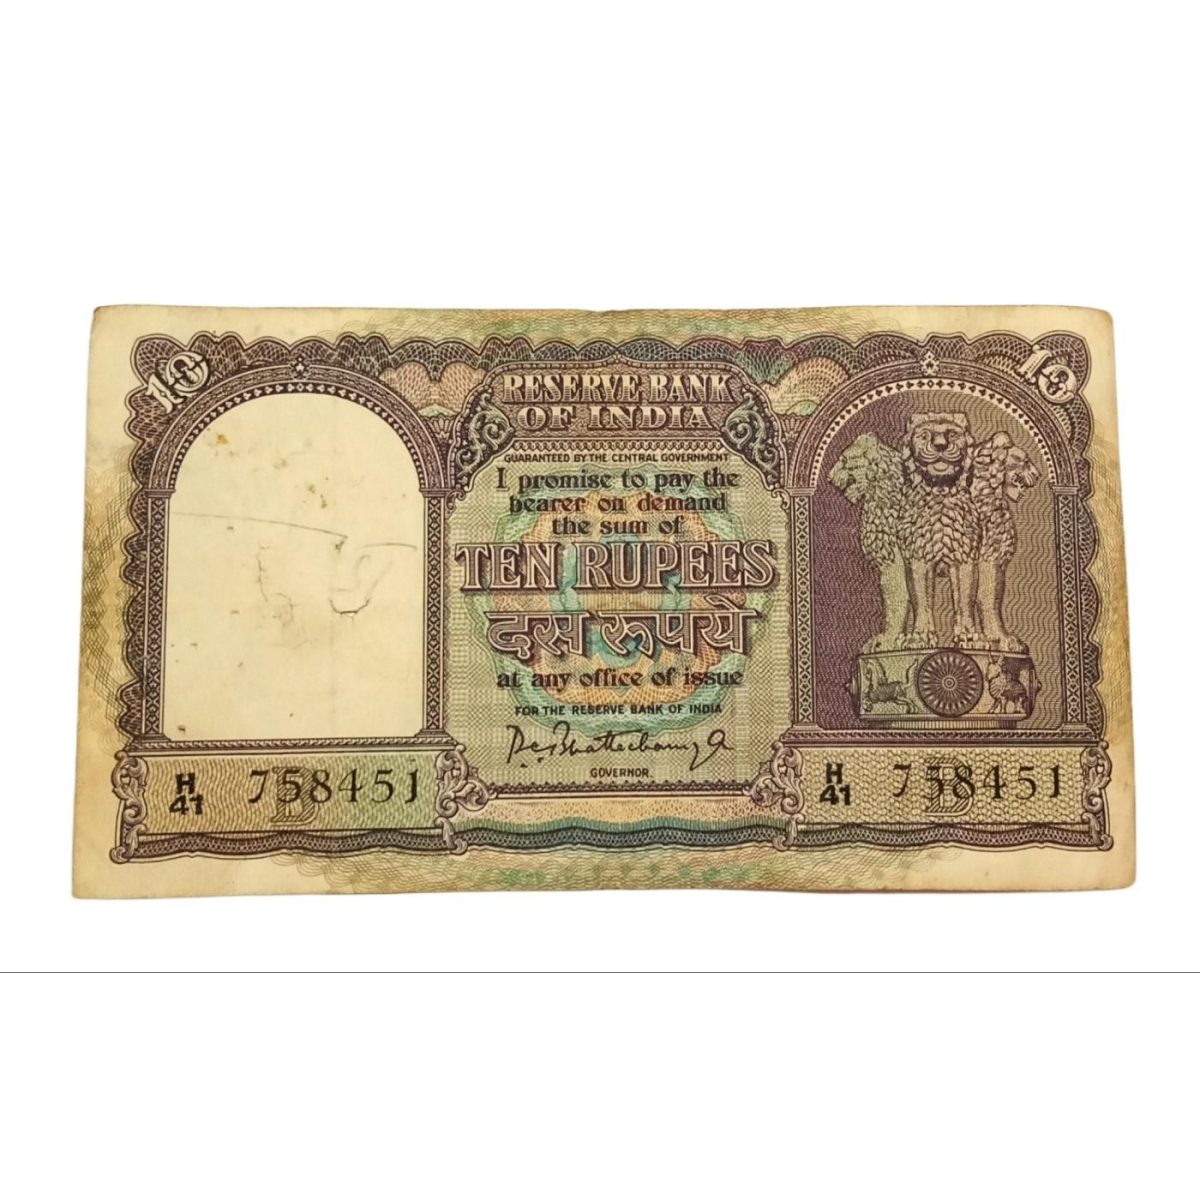 10
10
RESERVE BANK
OF INDIA
GUARANTEED BY THE CENTRAL GOVERNMENT
I promise to pay the
bearer on demand
the sum of
TEN RUPEES
दस रूपये
at any office of issue
FOR THE RESERVE BANK OF INDIA
P.C. Bhattacharyya
GOVERNOR.
H
41 758451
B
H
41 758451
B